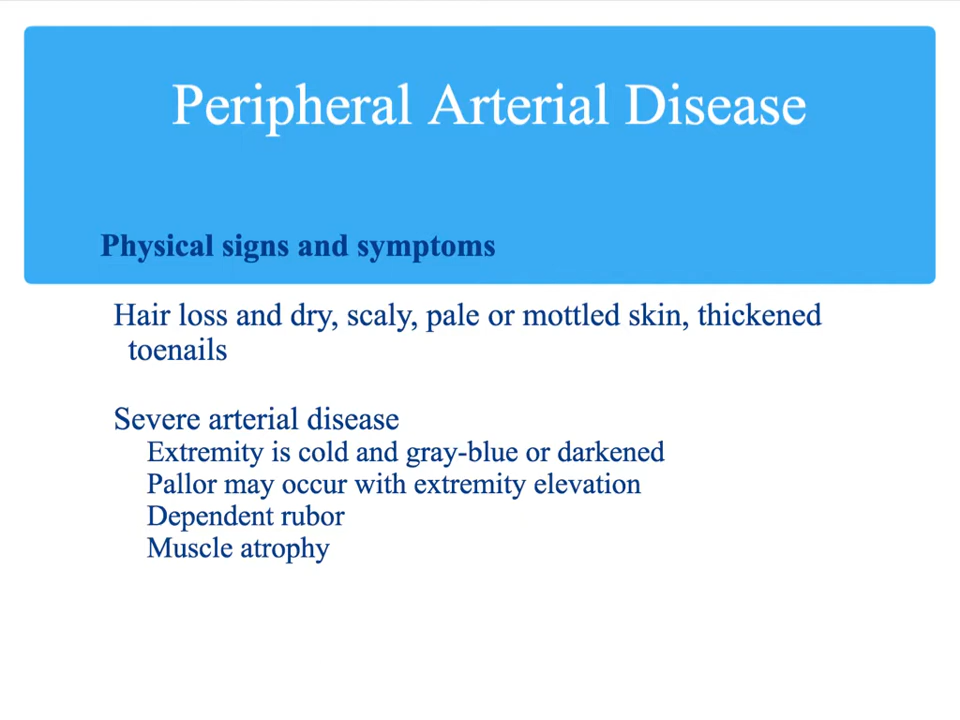 Peripheral Arterial Disease
Physical signs and symptoms
Hair loss and dry, scaly, pale or mottled skin, thickened
toenails
Severe arterial disease
Extremity is cold and gray-blue or darkened
Pallor may occur with extremity elevation
Dependent rubor
Muscle atrophy